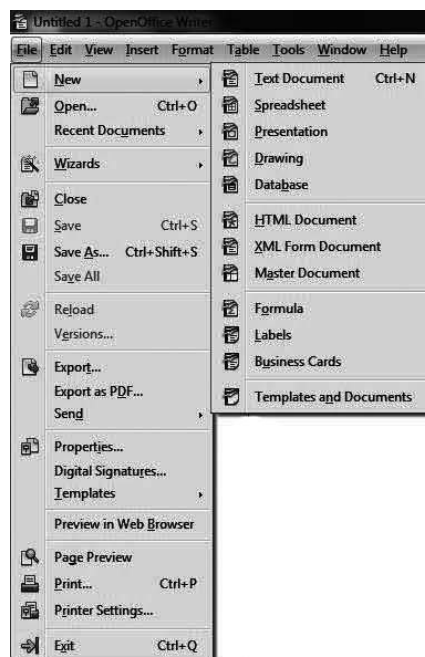 Untitled 1 - OpenOffice Writer
File Edit View Insert Format Table Tools Window Help
New
Open... Ctrl+O
Recent Documents
Wizards
Close
Save Ctrl+S
Save As... Ctrl+Shift+S
Save All
Reload
Versions...
Export...
Export as PDF...
Send
Properties...
Digital Signatures...
Templates
Preview in Web Browser
Page Preview
Print... Ctrl+P
Printer Settings...
Exit Ctrl+Q
Text Document Ctrl+N
Spreadsheet
Presentation
Drawing
Database
HTML Document
XML Form Document
Master Document
Formula
Labels
Business Cards
Templates and Documents